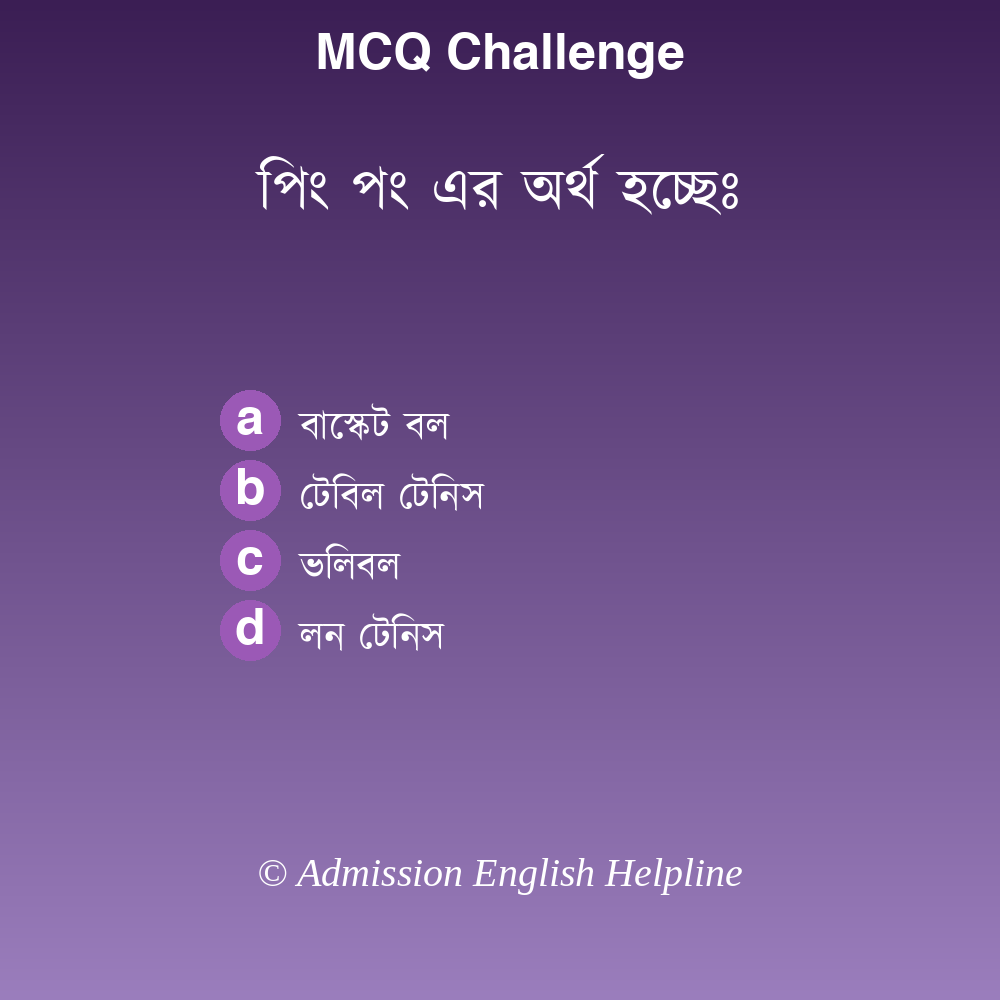 MCQ Challenge
পিং পং এর অর্থ হচ্ছেঃ
a বাস্কেট বল
b টেবিল টেনিস
c ভলিবল
d লন টেনিস
© Admission English Helpline